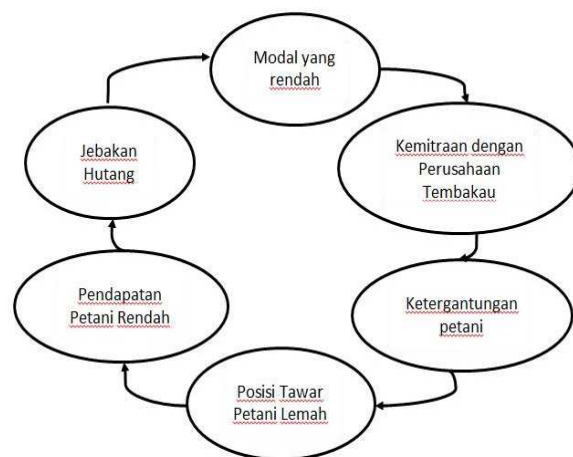 Modal yang
rendah
Kemitraan dengan
Perusahaan
Tembakau
Ketergantungan
petani
Posisi Tawar
Petani Lemah
Pendapatan
Petani Rendah
Jebakan
Hutang